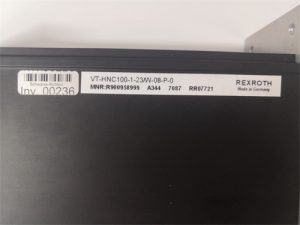 Inv. 00236
VT-HNC100-1-23/W-08-P-0
MNR:R900958999 A344 7087 RR07721
REXROTH
Made in Germany